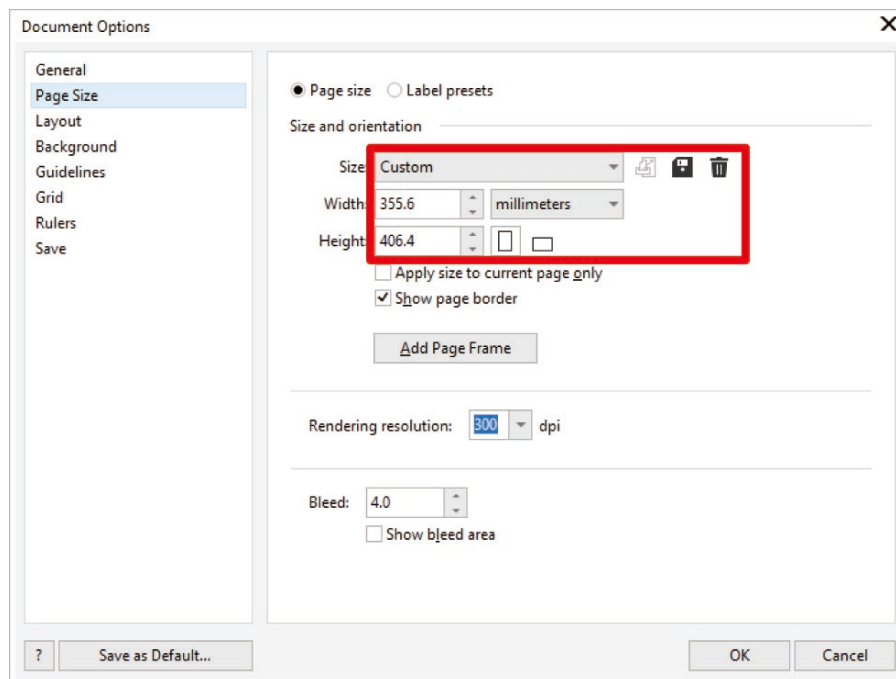 Document Options
General
Page Size
Layout
Background
Guidelines
Grid
Rulers
Save
Page size Label presets
Size and orientation
Size: Custom
Width: 355.6 millimeters
Height: 406.4
Apply size to current page only
Show page border
Add Page Frame
Rendering resolution: 300 dpi
Bleed: 4.0
Show bleed area
? Save as Default... OK Cancel